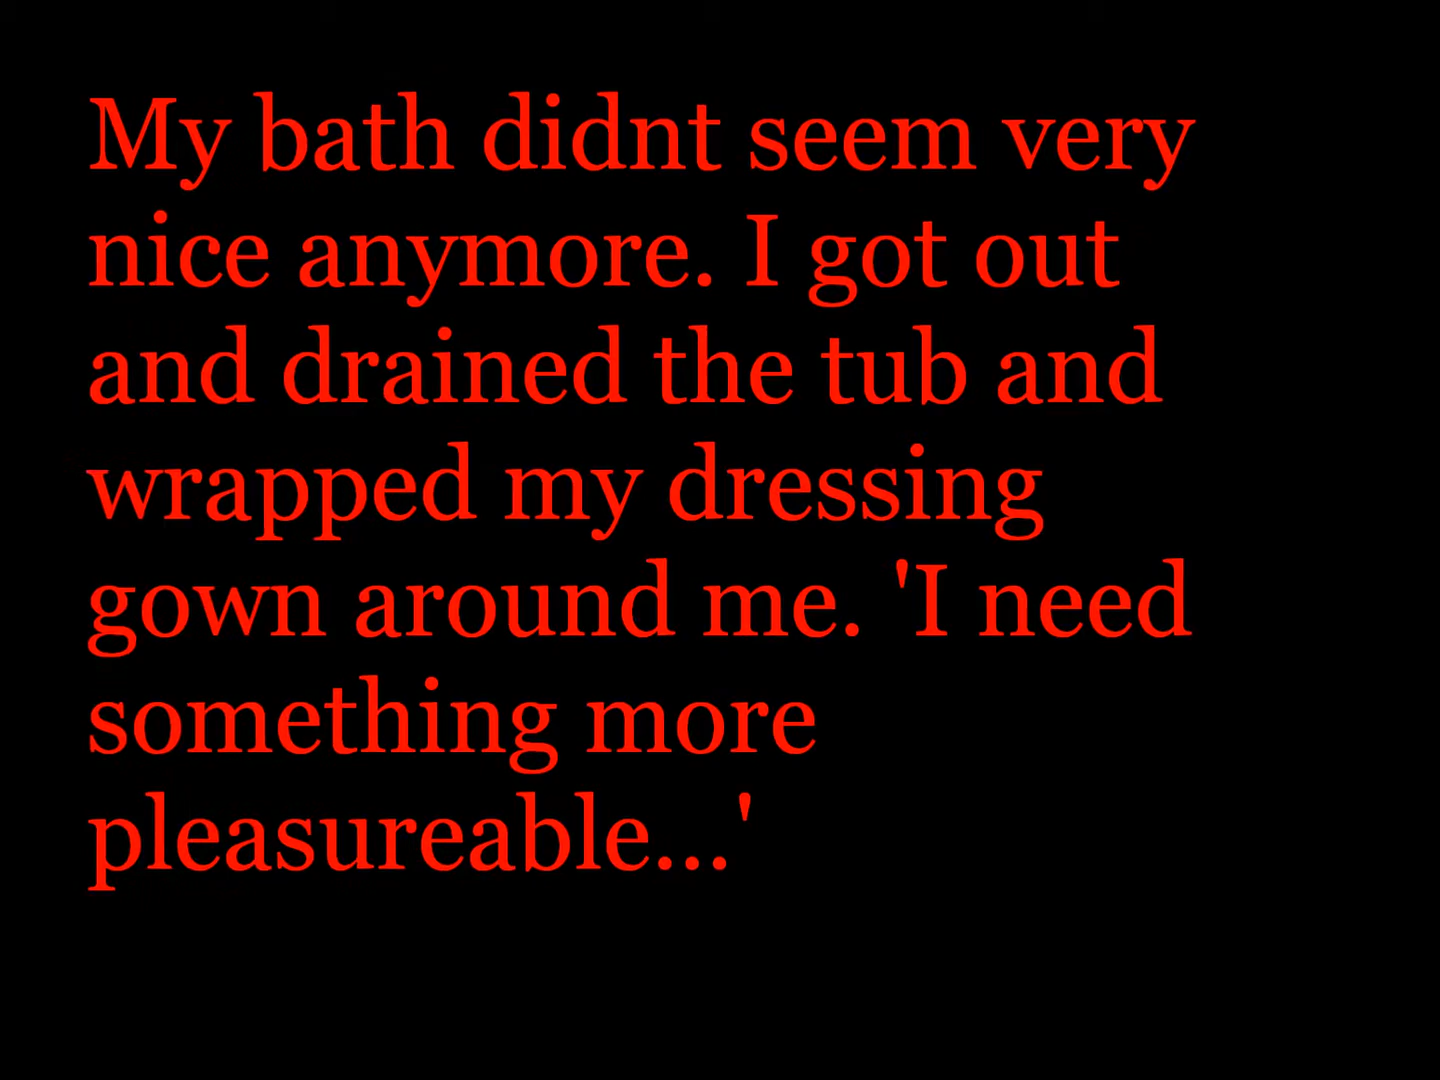 My bath didnt seem very
nice anymore. I got out
and drained the tub and
wrapped my dressing
gown around me. 'I need
something more
pleasureable...'